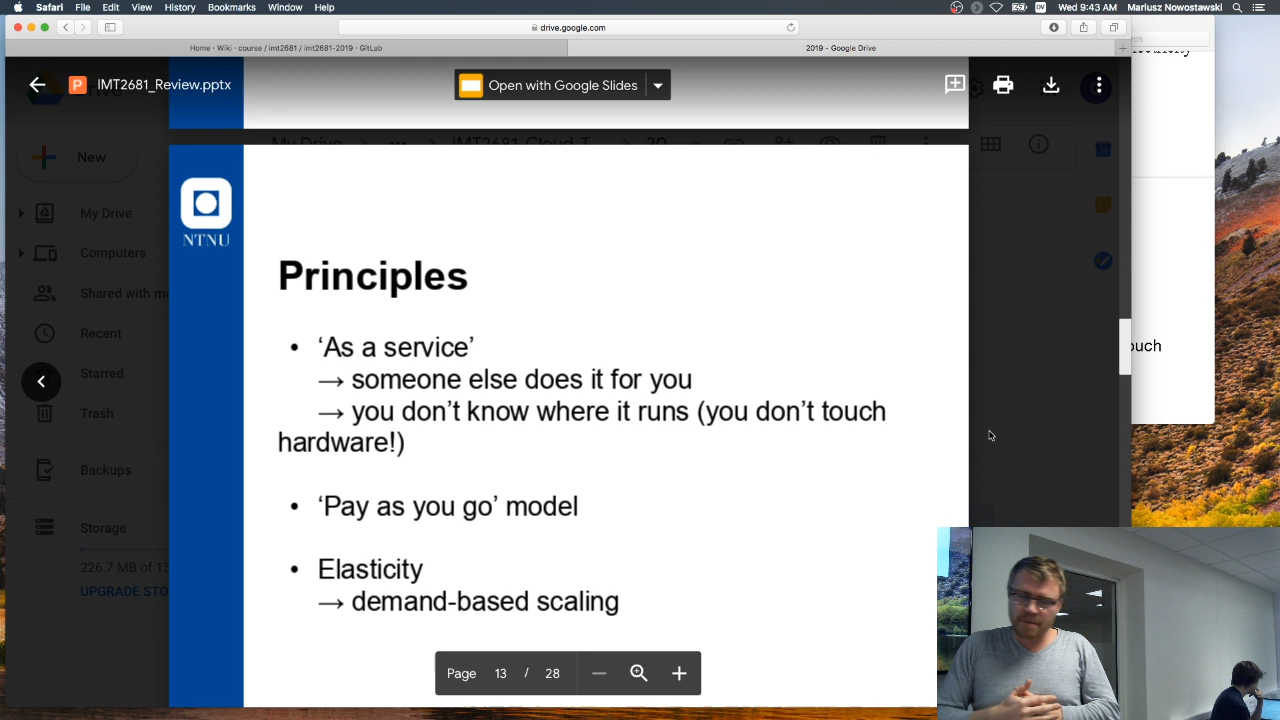 Safari File Edit View History Bookmarks Window Help
Wed 9:43 AM Mariusz Nowostawski
drive.google.com
Home · Wiki · course / imt2681 / imt2681-2019 · GitLab
2019 - Google Drive
IMT2681_Review.pptx
Open with Google Slides
New
My Drive
Computers
Shared with me
Recent
Starred
Trash
Backups
Storage
226.7 MB of 15
UPGRADE STO
NTNU
Principles
• ‘As a service’
→ someone else does it for you
→ you don’t know where it runs (you don’t touch
hardware!)
• ‘Pay as you go’ model
• Elasticity
→ demand-based scaling
Page 13 / 28